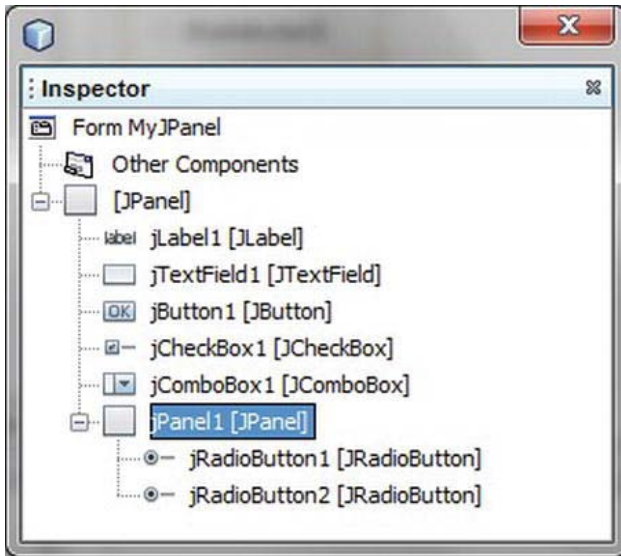 Inspector
Form MyJPanel
Other Components
[JPanel]
label jLabel1 [JLabel]
jTextField1 [JTextField]
OK jButton1 [JButton]
jCheckBox1 [JCheckBox]
jComboBox1 [JComboBox]
jPanel1 [JPanel]
jRadioButton1 [JRadioButton]
jRadioButton2 [JRadioButton]